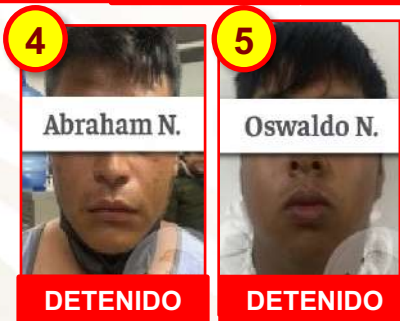 4
5
Abraham N.
Oswaldo N.
DETENIDO
DETENIDO